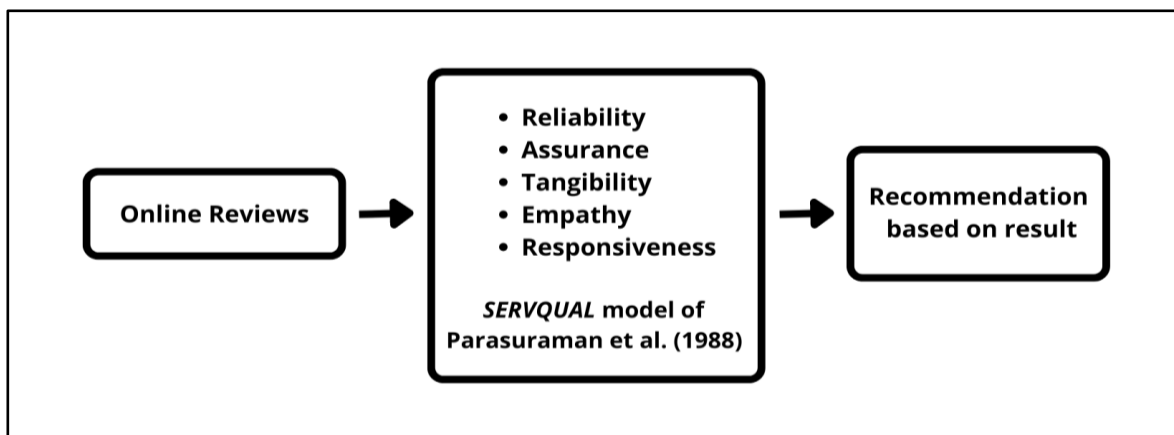 Online Reviews
• Reliability
• Assurance
• Tangibility
• Empathy
• Responsiveness
SERVQUAL model of
Parasuraman et al. (1988)
Recommendation
based on result